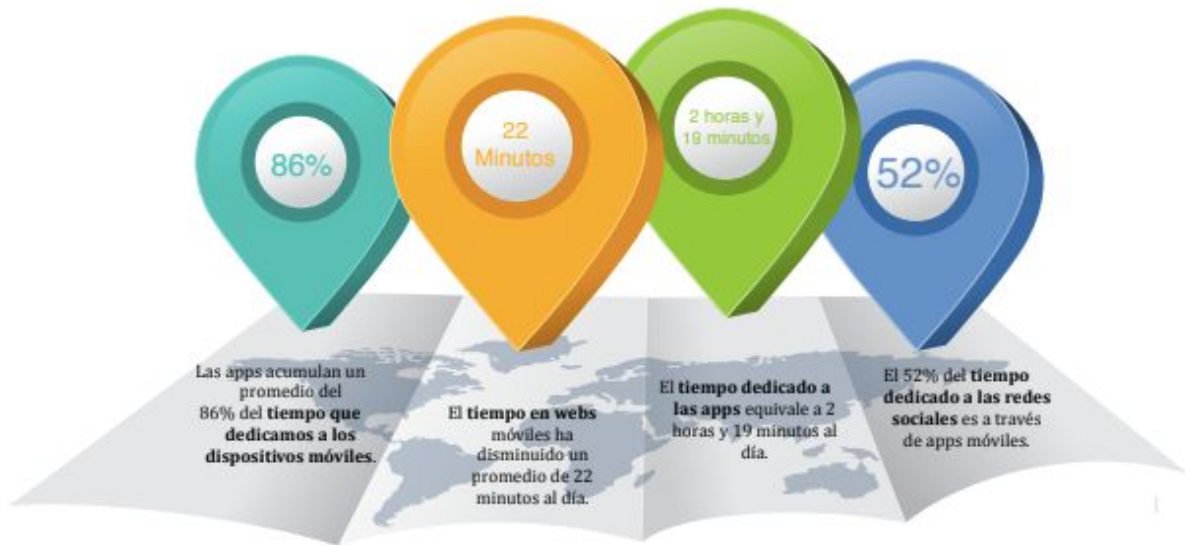 86%
22
Minutos
2 horas y
19 minutos
52%
Las apps acumulan un
promedio del
86% del tiempo que
dedicamos a los
dispositivos móviles.
El tiempo en webs
móviles ha
disminuido un
promedio de 22
minutos al día.
El tiempo dedicado a
las apps equivale a 2
horas y 19 minutos al
día.
El 52% del tiempo
dedicado a las redes
sociales es a través
de apps móviles.